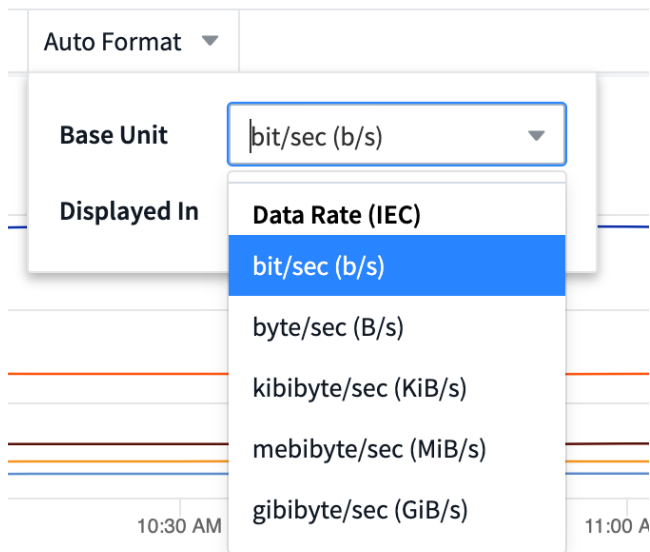 Auto Format
Base Unit
bit/sec (b/s)
Displayed In
Data Rate (IEC)
bit/sec (b/s)
byte/sec (B/s)
kibibyte/sec (KiB/s)
mebibyte/sec (MiB/s)
gibibyte/sec (GiB/s)
10:30 AM
11:00 A